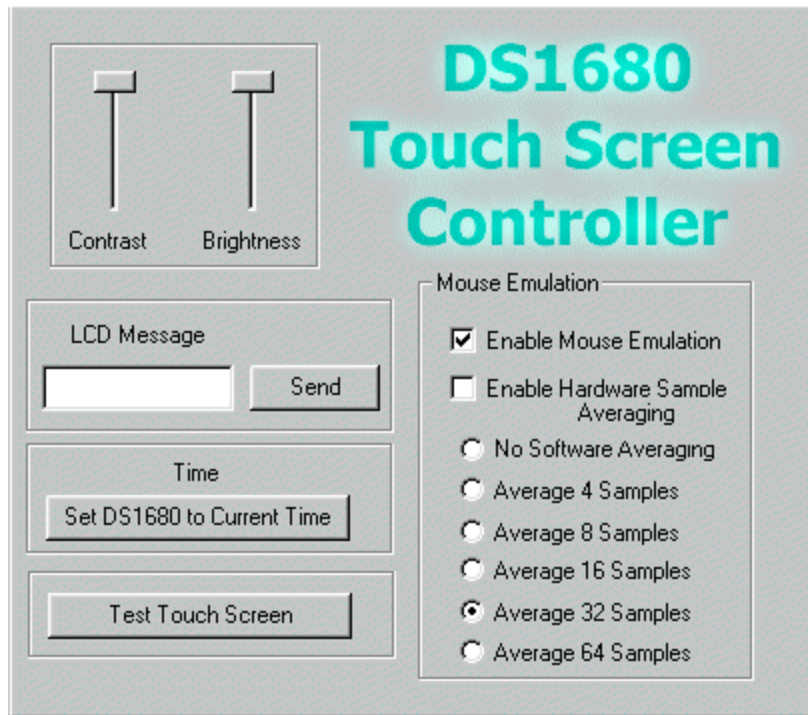 DS1680
Touch Screen
Controller
Contrast
Brightness
LCD Message
Send
Time
Set DS1680 to Current Time
Test Touch Screen
Mouse Emulation
Enable Mouse Emulation
Enable Hardware Sample
Averaging
No Software Averaging
Average 4 Samples
Average 8 Samples
Average 16 Samples
Average 32 Samples
Average 64 Samples